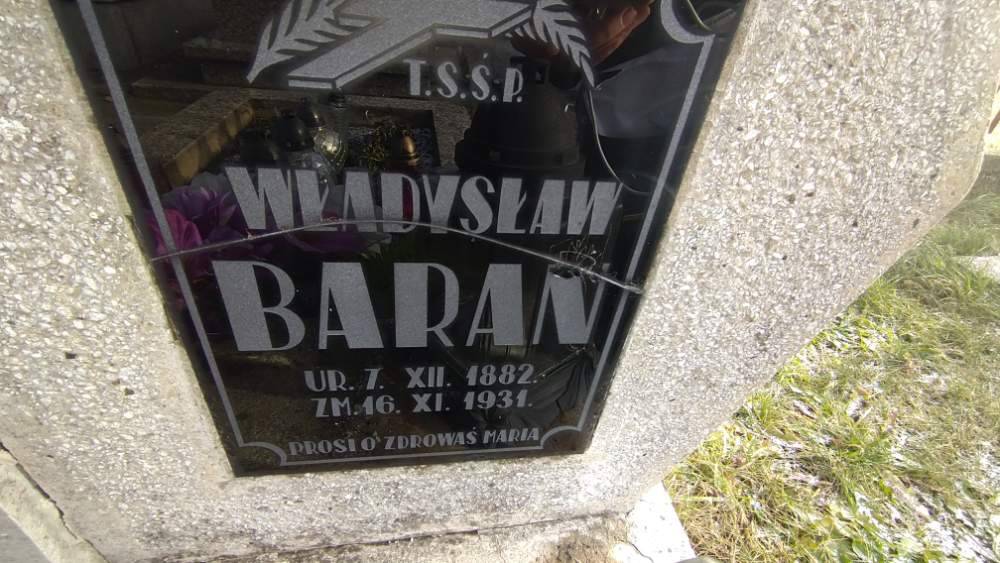 T.S.Ś.P.
WŁADYSŁAW
BARAN
UR. 7. XII. 1882.
ZM. 16. XI. 1931.
PROSI O ZDROWAŚ MARIA